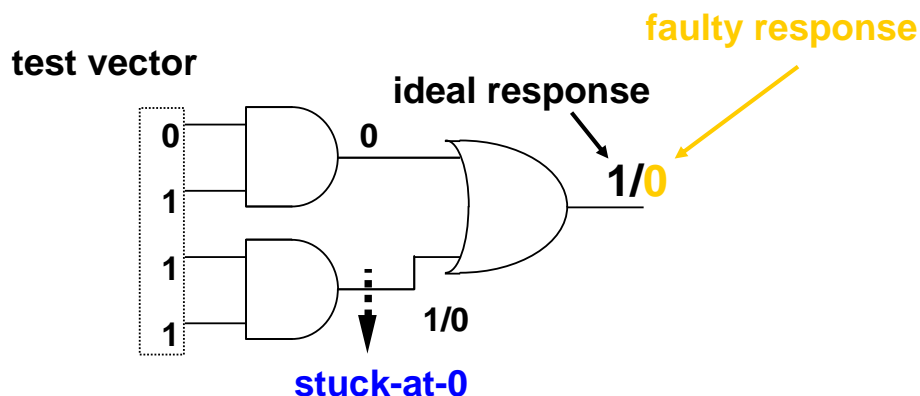 faulty response
test vector
ideal response
0
0
1
1/0
1
1
1/0
stuck-at-0